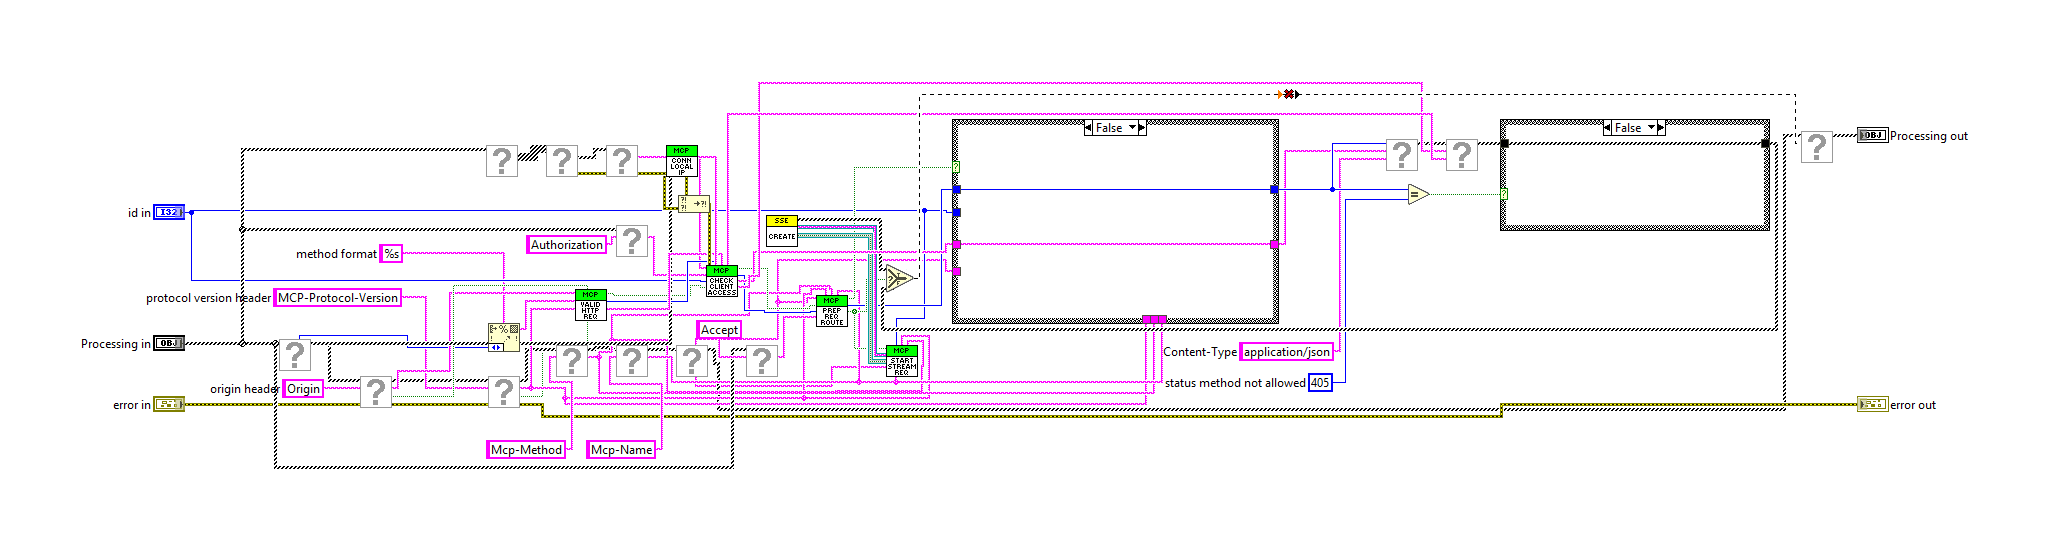 False
False
MCP
CONN
LOCAL
IP
OBJ
Processing out
id in
I32
SSE
CREATE
Authorization
method format
%s
MCP
CHECK
CLIENT
ACCESS
protocol version header
MCP-Protocol-Version
MCP
VALID
HTTP
REQ
MCP
PREP
REQ
ROUTE
Accept
Processing in
OBJ
MCP
START
STREAM
REQ
Content-Type
application/json
status method not allowed
405
origin header
Origin
error in
error out
Mcp-Method
Mcp-Name